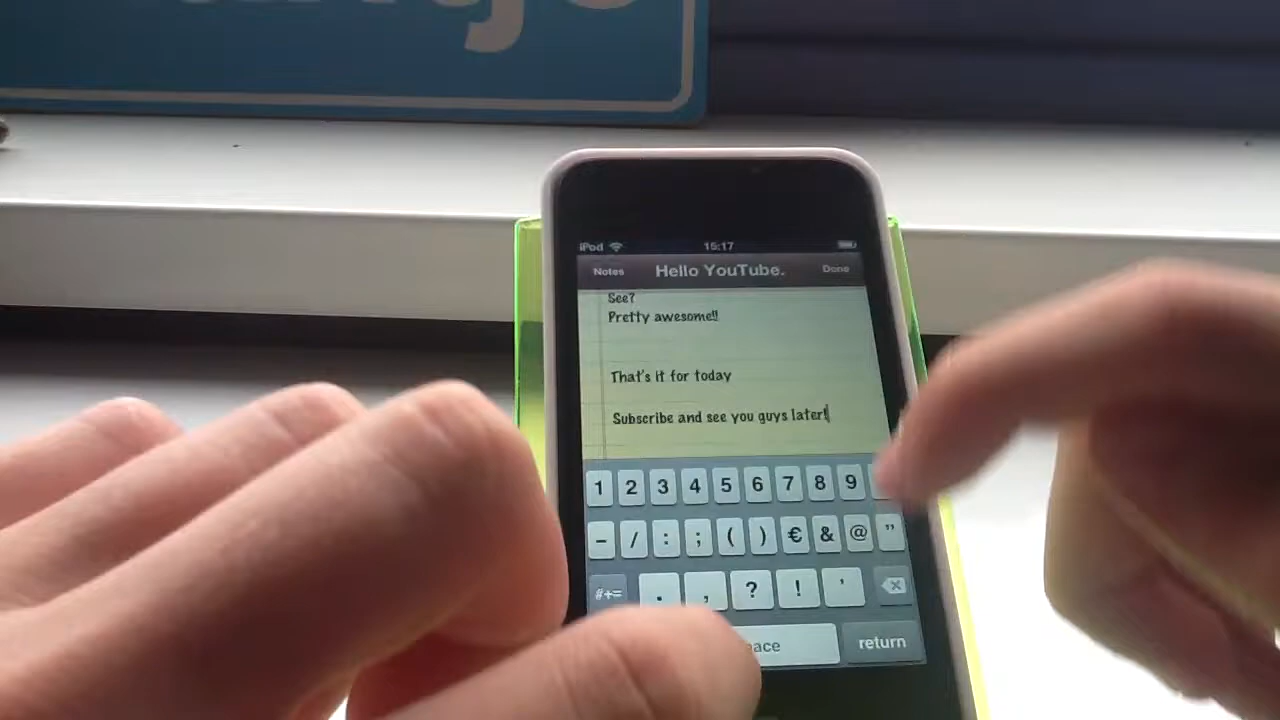 iPod 15:17
Notes Hello YouTube. Done
See?
Pretty awesome!!
That's it for today
Subscribe and see you guys later!
1 2 3 4 5 6 7 8 9
- / : ; ( ) € & @ "
#+= . , ? ! '
return